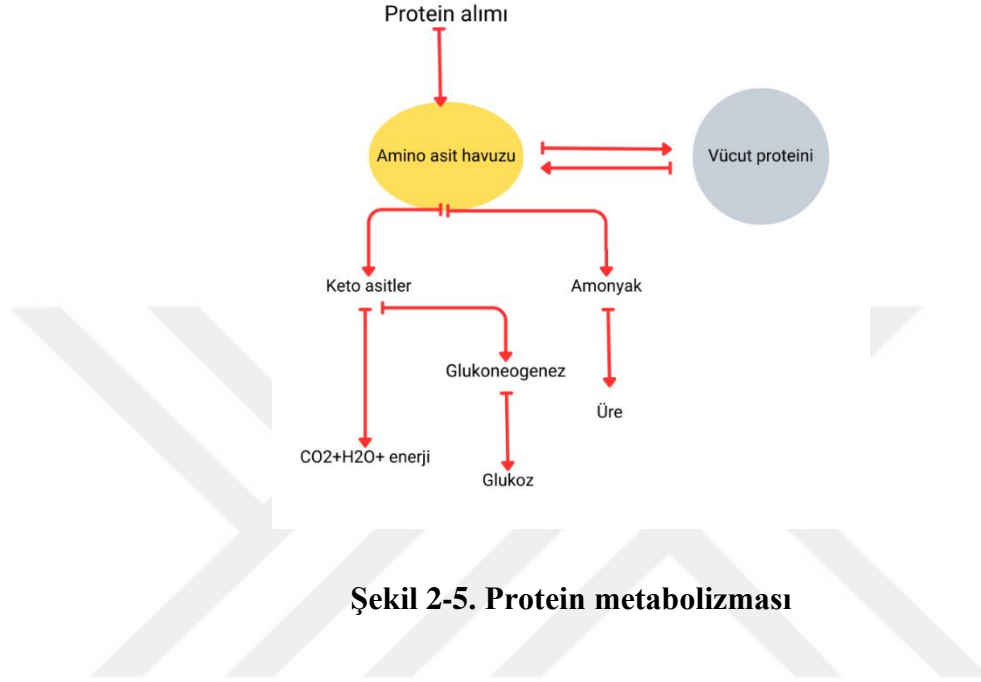 Protein alımı
Amino asit havuzu
Vücut proteini
Keto asitler
Amonyak
Glukoneogenez
Üre
CO2+H2O+ enerji
Glukoz
Şekil 2-5. Protein metabolizması